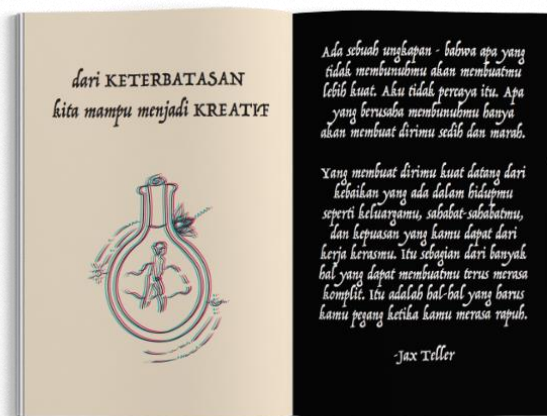 dari KETERBATASAN
kita mampu menjadi KREATIF
Ada sebuah ungkapan - bahwa apa yang
tidak membunuhmu akan membuatmu
lebih kuat. Aku tidak percaya itu. Apa
yang berusaha membunuhmu hanya
akan membuat dirimu sedih dan marah.
Yang membuat dirimu kuat datang dari
kebaikan yang ada dalam hidupmu
seperti keluargamu, sahabat-sahabatmu,
dan kepuasan yang kamu dapat dari
kerja kerasmu. Itu sebagian dari banyak
hal yang dapat membuatmu terus merasa
komplit. Itu adalah hal-hal yang harus
kamu pegang ketika kamu merasa rapuh.
-Jax Teller